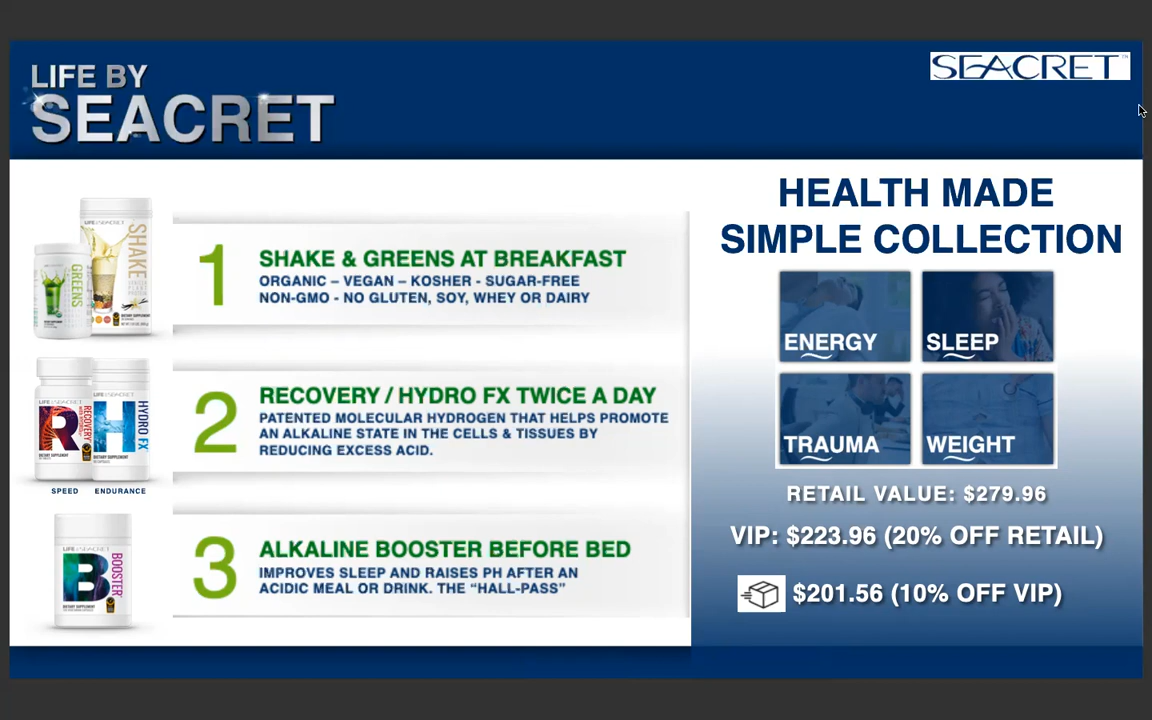 LIFE BY
SEACRET
SEACRET
HEALTH MADE
SIMPLE COLLECTION
1
SHAKE & GREENS AT BREAKFAST
ORGANIC – VEGAN – KOSHER - SUGAR-FREE
NON-GMO - NO GLUTEN, SOY, WHEY OR DAIRY
SHAKE
GREENS
2
RECOVERY / HYDRO FX TWICE A DAY
PATENTED MOLECULAR HYDROGEN THAT HELPS PROMOTE
AN ALKALINE STATE IN THE CELLS & TISSUES BY
REDUCING EXCESS ACID.
R
RECOVERY
H
HYDRO FX
SPEED
ENDURANCE
3
ALKALINE BOOSTER BEFORE BED
IMPROVES SLEEP AND RAISES PH AFTER AN
ACIDIC MEAL OR DRINK. THE “HALL-PASS”
B
BOOSTER
ENERGY
SLEEP
TRAUMA
WEIGHT
RETAIL VALUE: $279.96
VIP: $223.96 (20% OFF RETAIL)
$201.56 (10% OFF VIP)